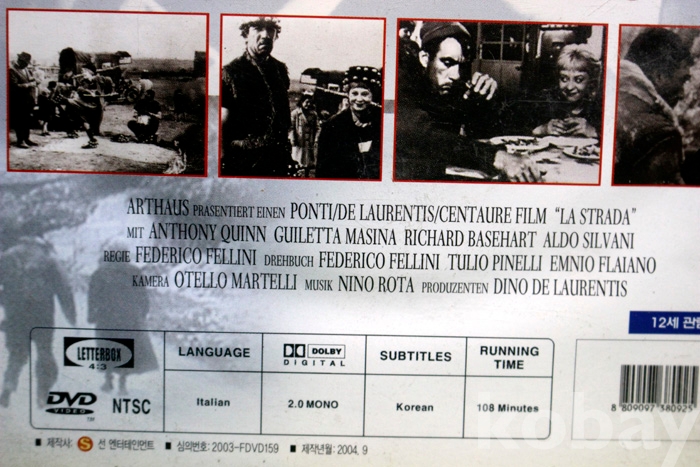 ARTHAUS PRÄSENTIERT EINEN PONTI/DE LAURENTIS/CENTAURE FILM "LA STRADA"
MIT ANTHONY QUINN GUILETTA MASINA RICHARD BASEHART ALDO SILVANI
REGIE FEDERICO FELLINI DREHBUCH FEDERICO FELLINI TULIO PINELLI EMNIO FLAIANO
KAMERA OTELLO MARTELLI MUSIK NINO ROTA PRODUZENTEN DINO DE LAURENTIS
12세 관람
LETTERBOX
4:3
LANGUAGE
DOLBY
DIGITAL
SUBTITLES
RUNNING
TIME
DVD
VIDEO
TM
NTSC
Italian
2.0 MONO
Korean
108 Minutes
8 809097 380925
■ 제작사: S 선 엔터테인먼트 ■ 심의번호: 2003-FDVD159 ■ 제작년월: 2004. 9
kobay